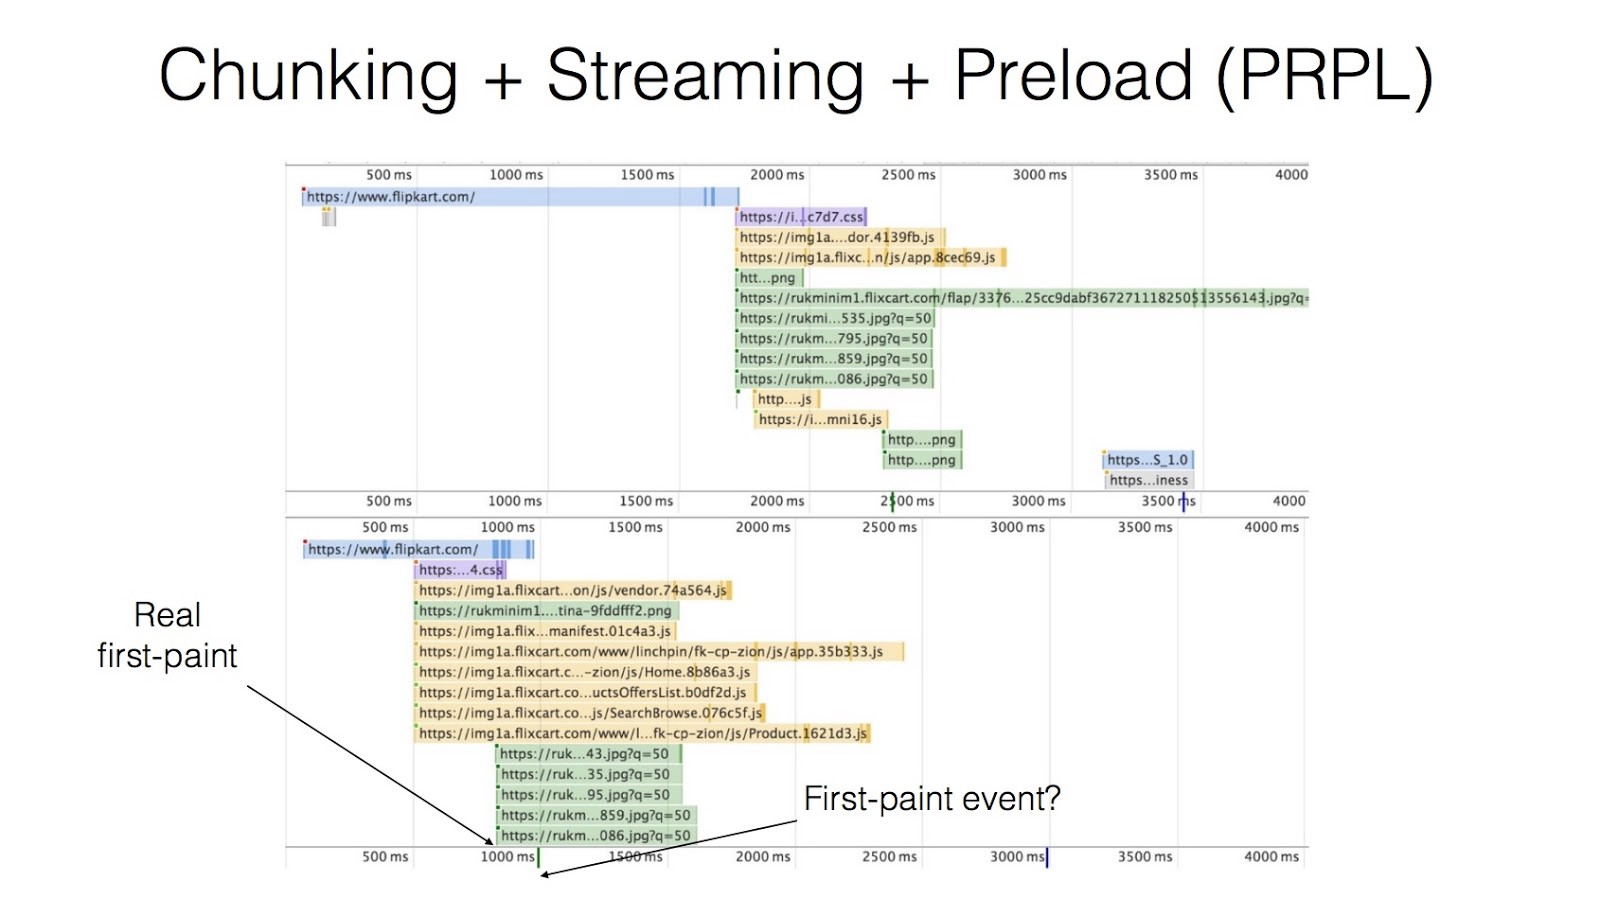 Chunking + Streaming + Preload (PRPL)
500 ms 1000 ms 1500 ms 2000 ms 2500 ms 3000 ms 3500 ms 4000
https://www.flipkart.com/
https://i...c7d7.css
https://img1a....dor.4139fb.js
https://img1a.flixc...n/js/app.8cec69.js
htt...png
https://rukminim1.flixcart.com/flap/3376...25cc9dabf367271118250513556143.jpg?q=
https://rukmi...535.jpg?q=50
https://rukm...795.jpg?q=50
https://rukm...859.jpg?q=50
https://rukm...086.jpg?q=50
http....js
https://i...mni16.js
http....png
http....png https...S_1.0
https...iness
500 ms 1000 ms 1500 ms 2000 ms 2500 ms 3000 ms 3500 ms 4000
500 ms 1000 ms 1500 ms 2000 ms 2500 ms 3000 ms 3500 ms 4000 ms
https://www.flipkart.com/
https:...4.css
https://img1a.flixcart...on/js/vendor.74a564.js
https://rukminim1....tina-9fddfff2.png
https://img1a.flix...manifest.01c4a3.js
https://img1a.flixcart.com/www/linchpin/fk-cp-zion/js/app.35b333.js
https://img1a.flixcart.c...-zion/js/Home.8b86a3.js
https://img1a.flixcart.co...uctsOffersList.b0df2d.js
https://img1a.flixcart.co...js/SearchBrowse.076c5f.js
https://img1a.flixcart.com/www/l...fk-cp-zion/js/Product.1621d3.js
https://ruk...43.jpg?q=50
https://ruk...35.jpg?q=50
https://ruk...95.jpg?q=50
https://rukm...859.jpg?q=50
https://rukm...086.jpg?q=50
500 ms 1000 ms 1500 ms 2000 ms 2500 ms 3000 ms 3500 ms 4000 ms
Real
first-paint
First-paint event?